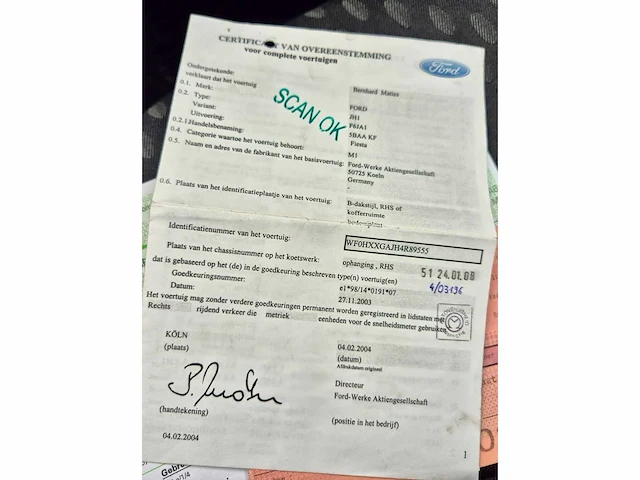 CERTIFICAAT VAN OVEREENSTEMMING
voor complete voertuigen
Ford
Ondergetekende: Bernhard Mattes
verklaart dat het voertuig
0.1. Merk: FORD
0.2. Type: JH1
Variant: F6JA1
Uitvoering: 5BAA KF
0.2.1.Handelsbenaming: Fiesta
0.4. Categorie waartoe het voertuig behoort: M1
0.5. Naam en adres van de fabrikant van het basisvoertuig: Ford-Werke Aktiengesellschaft
50725 Koeln
Germany
-
SCAN OK
0.6. Plaats van het identificatieplaatje van het voertuig: B-dakstijl, RHS of
kofferruimte
Identificatienummer van het voertuig: WF0HXXGAJH4R89555
Plaats van het chassisnummer op het koetswerk: ophanging , RHS
51 24.01.08
4/03196
dat is gebaseerd op het (de) in de goedkeuring beschreven type(n) voertuig(en)
Goedkeuringsnummer: e1*98/14*0191*07
Datum: 27.11.2003
Het voertuig mag zonder verdere goedkeuringen permanent worden geregistreerd in lidstaten met
Rechts rijdend verkeer die metriek eenheden voor de snelheidsmeter gebruiken
KÖLN 04.02.2004
(plaats) (datum)
Afdrukdatum origineel
Directeur
Ford-Werke Aktiengesellschaft
(handtekening) (positie in het bedrijf)
04.02.2004
1
Gebre